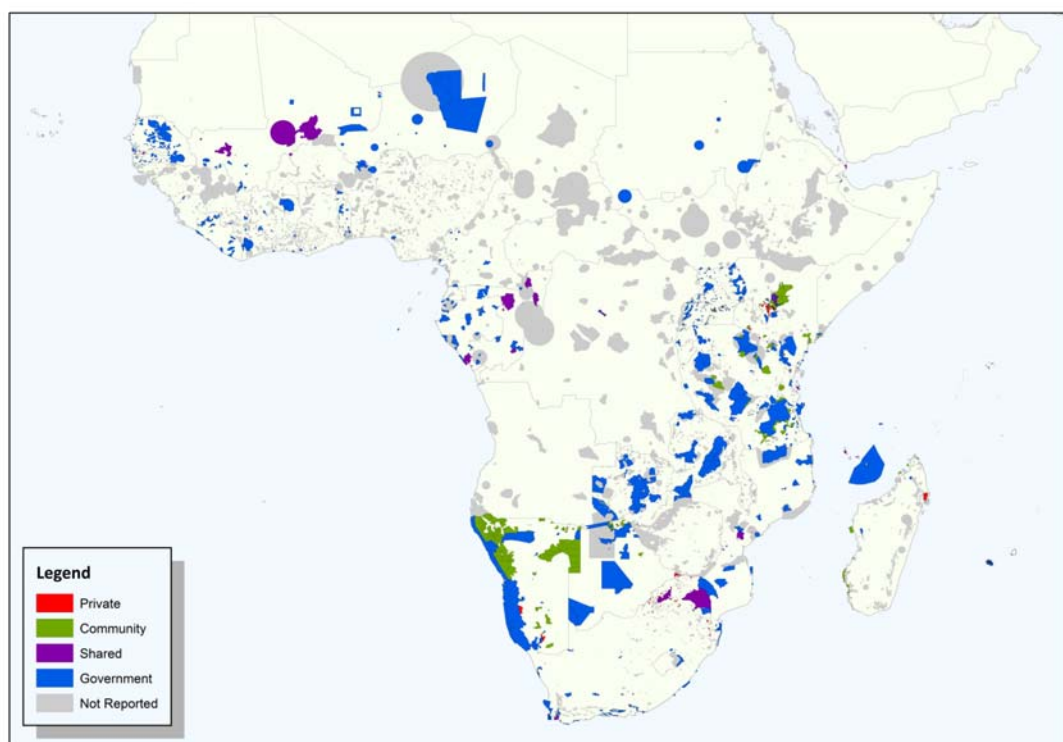 Legend
Private
Community
Shared
Government
Not Reported